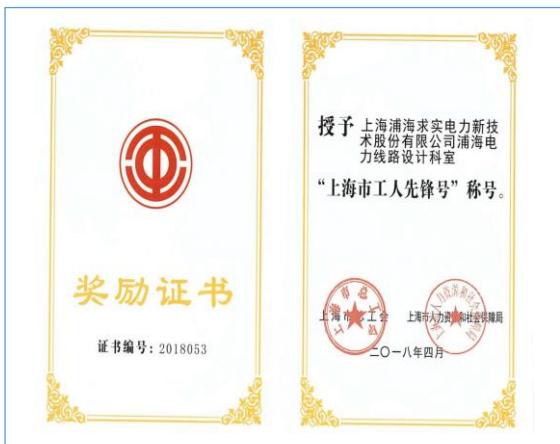 奖励证书
证书编号：2018053
授予 上海浦海求实电力新技
术股份有限公司浦海电
力线路设计科室
“上海市工人先锋号”称号。
上海市总工会 上海市人力资源和社会保障局
二〇一八年四月